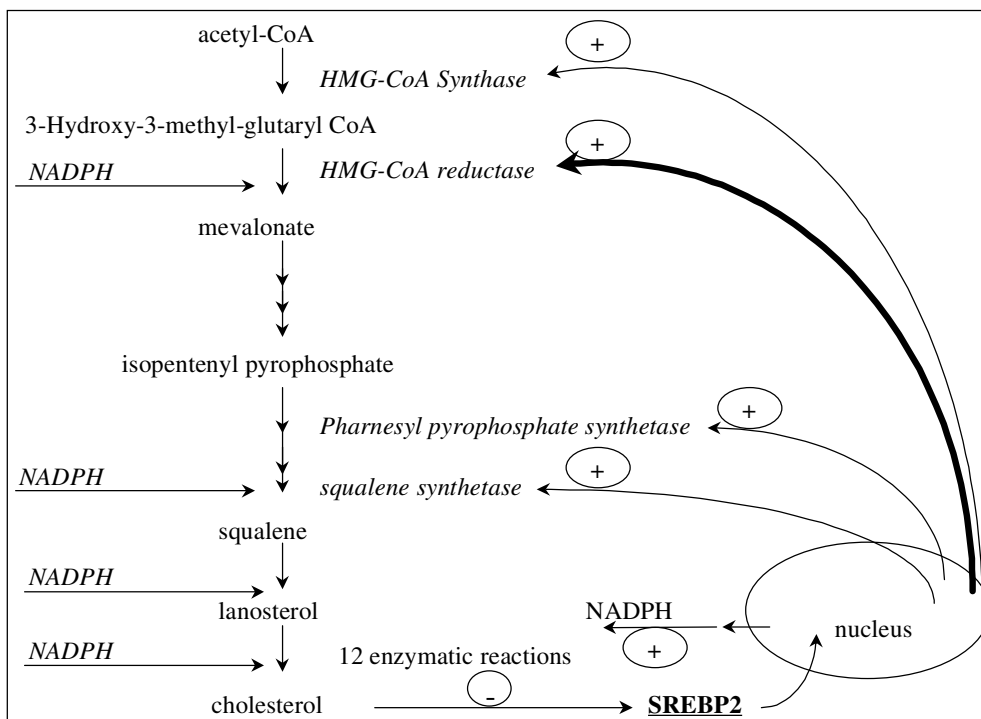 acetyl-CoA
+
HMG-CoA Synthase
3-Hydroxy-3-methyl-glutaryl CoA
+
NADPH
HMG-CoA reductase
mevalonate
isopentenyl pyrophosphate
+
Pharnesyl pyrophosphate synthetase
+
NADPH
squalene synthetase
squalene
NADPH
lanosterol
NADPH
nucleus
NADPH
12 enzymatic reactions
+
-
cholesterol
SREBP2